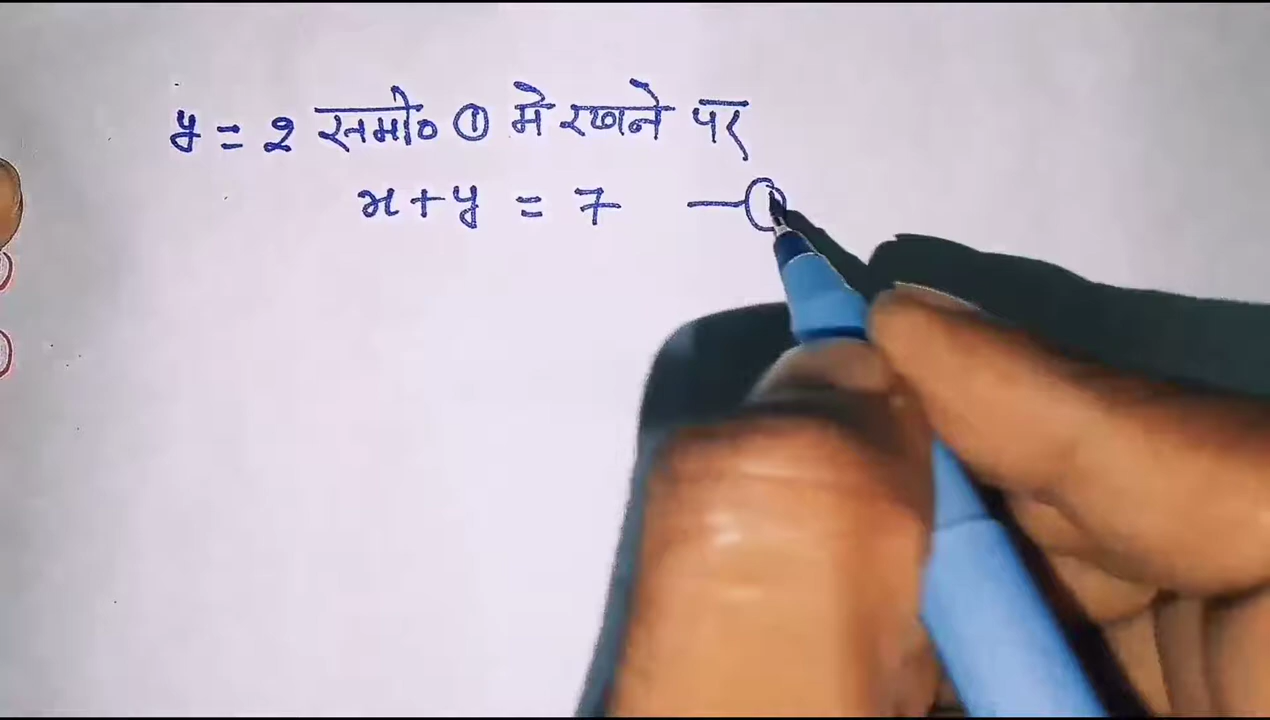 y = 2 समी० ① मे रखने पर
x + y = 7 —①